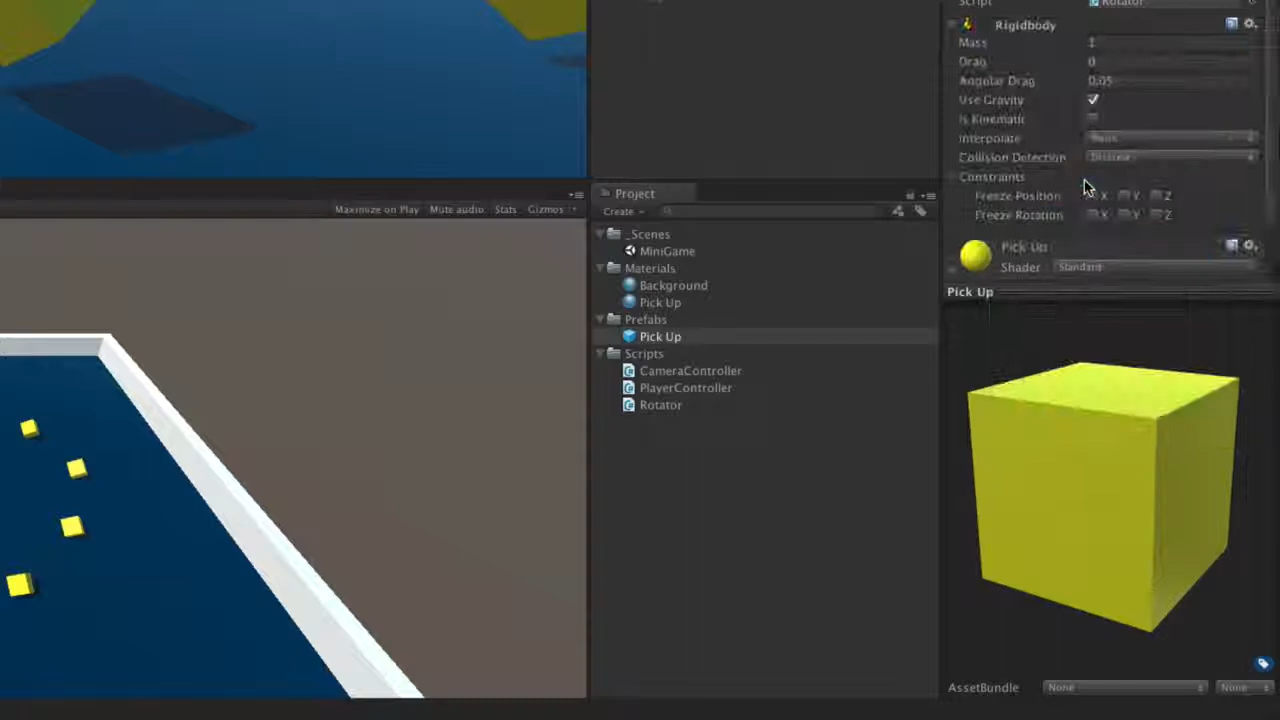 Script Rotator
Rigidbody
Mass 1
Drag 0
Angular Drag 0.05
Use Gravity
Is Kinematic
Interpolate None
Collision Detection Discrete
Constraints
Freeze Position X Y Z
Freeze Rotation X Y Z
Pick Up
Shader Standard
Pick Up
AssetBundle None None
Maximize on Play Mute audio Stats Gizmos
Project
Create
_Scenes
MiniGame
Materials
Background
Pick Up
Prefabs
Pick Up
Scripts
CameraController
PlayerController
Rotator